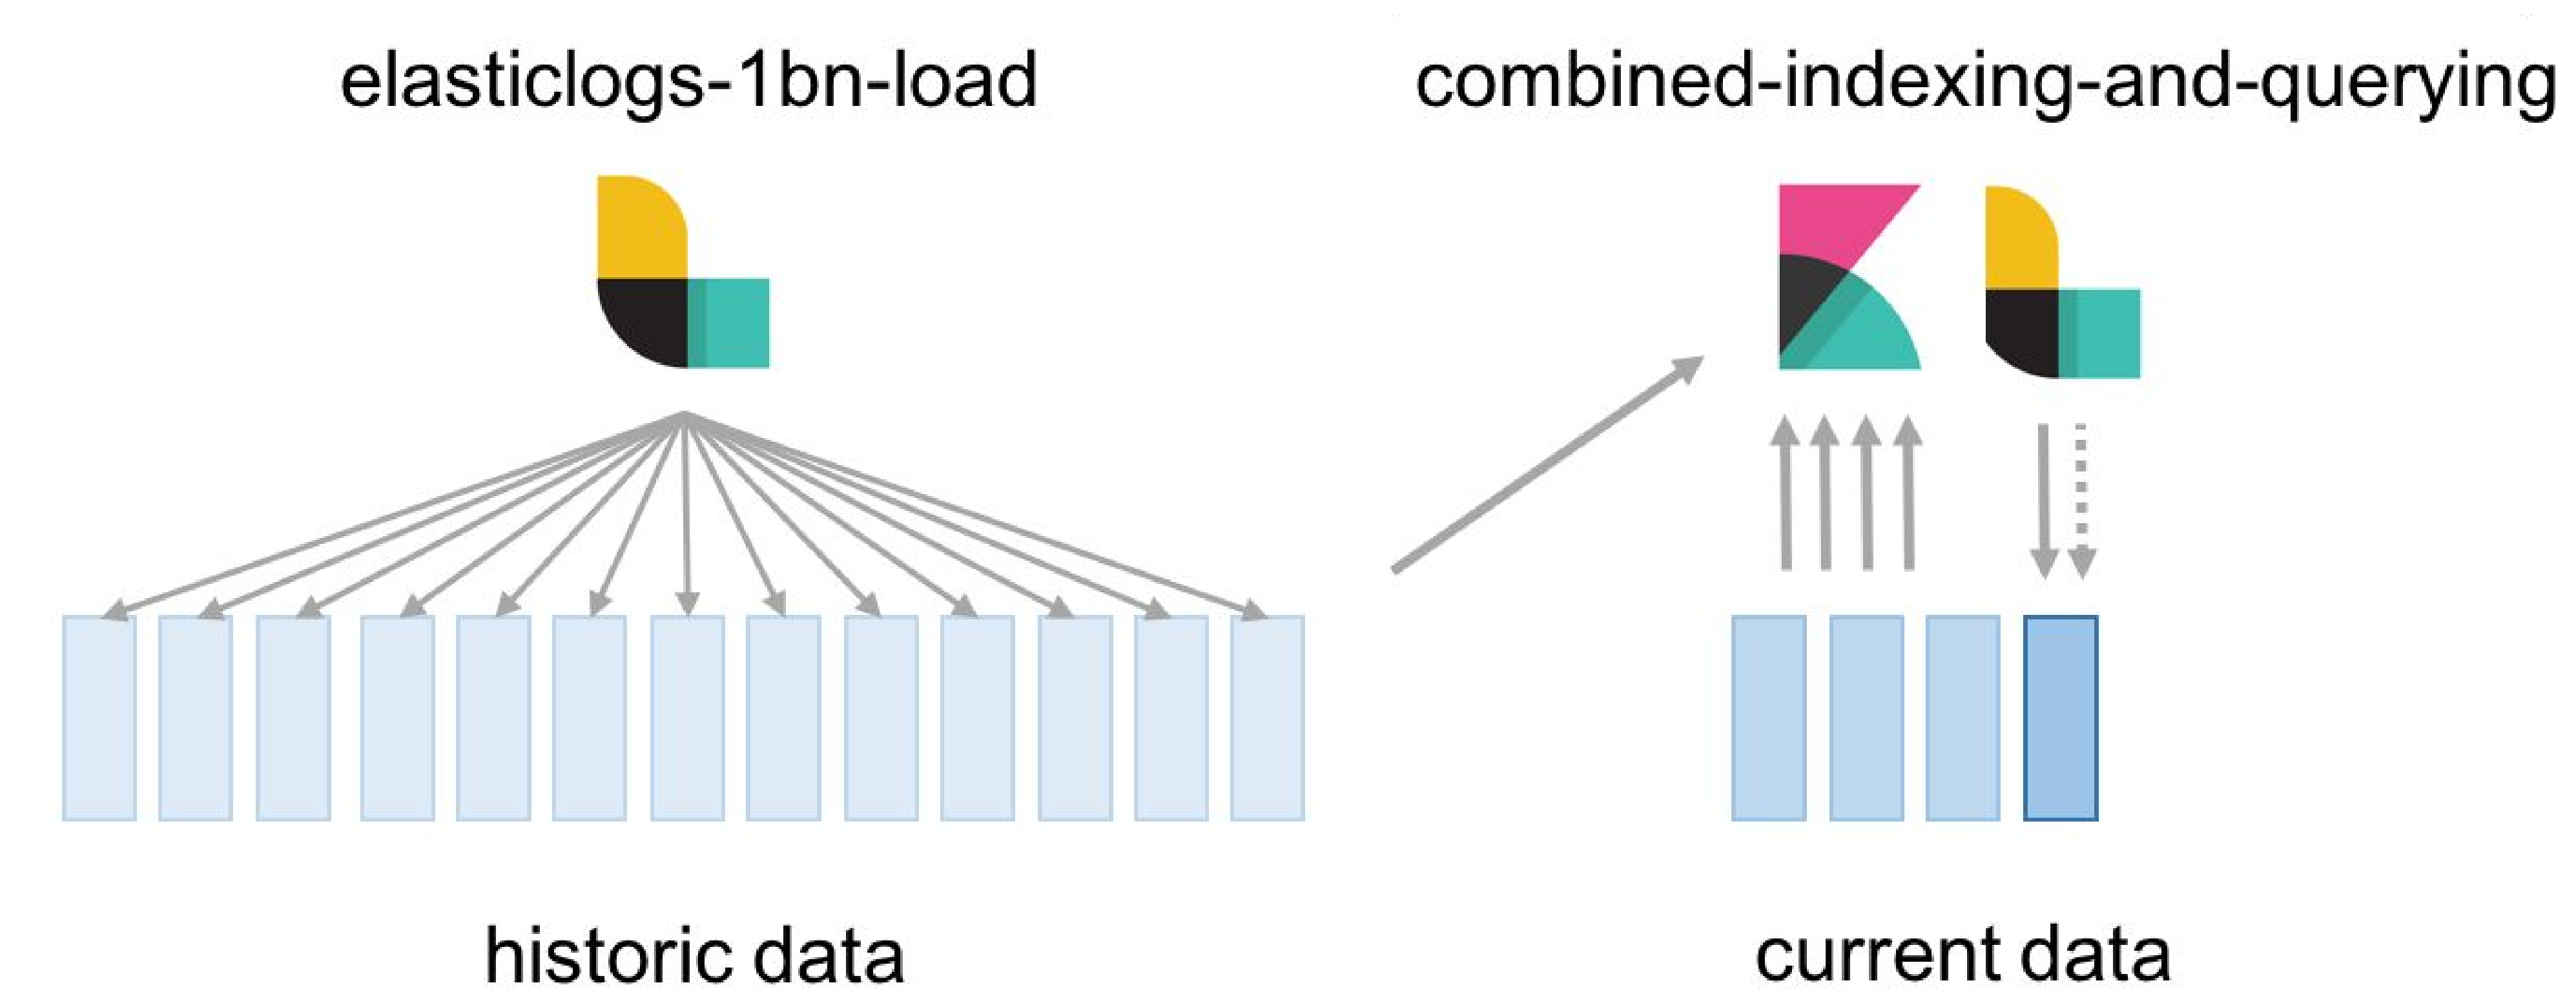 elasticlogs-1bn-load
combined-indexing-and-querying
historic data
current data